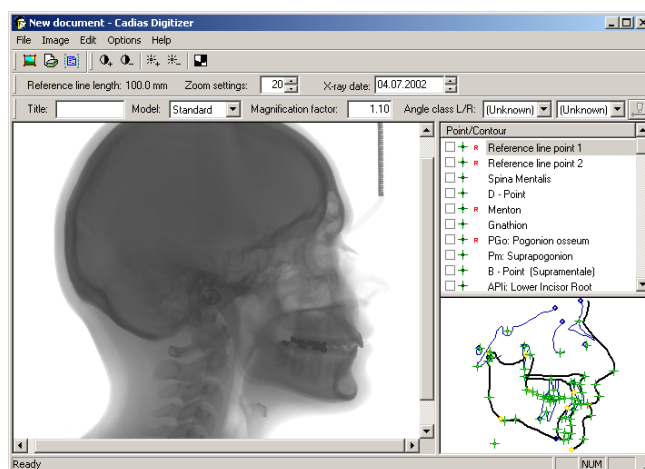 New document - Cadias Digitizer
File Image Edit Options Help
Reference line length: 100.0 mm Zoom settings: 20 X-ray date: 04.07.2002
Title: Model: Standard Magnification factor: 1.10 Angle class L/R: (Unknown) (Unknown)
Point/Contour
R Reference line point 1
R Reference line point 2
Spina Mentalis
D - Point
R Menton
Gnathion
R PGo: Pogonion osseum
Pm: Suprapogonion
B - Point (Supramentale)
APli: Lower Incisor Root
Ready NUM